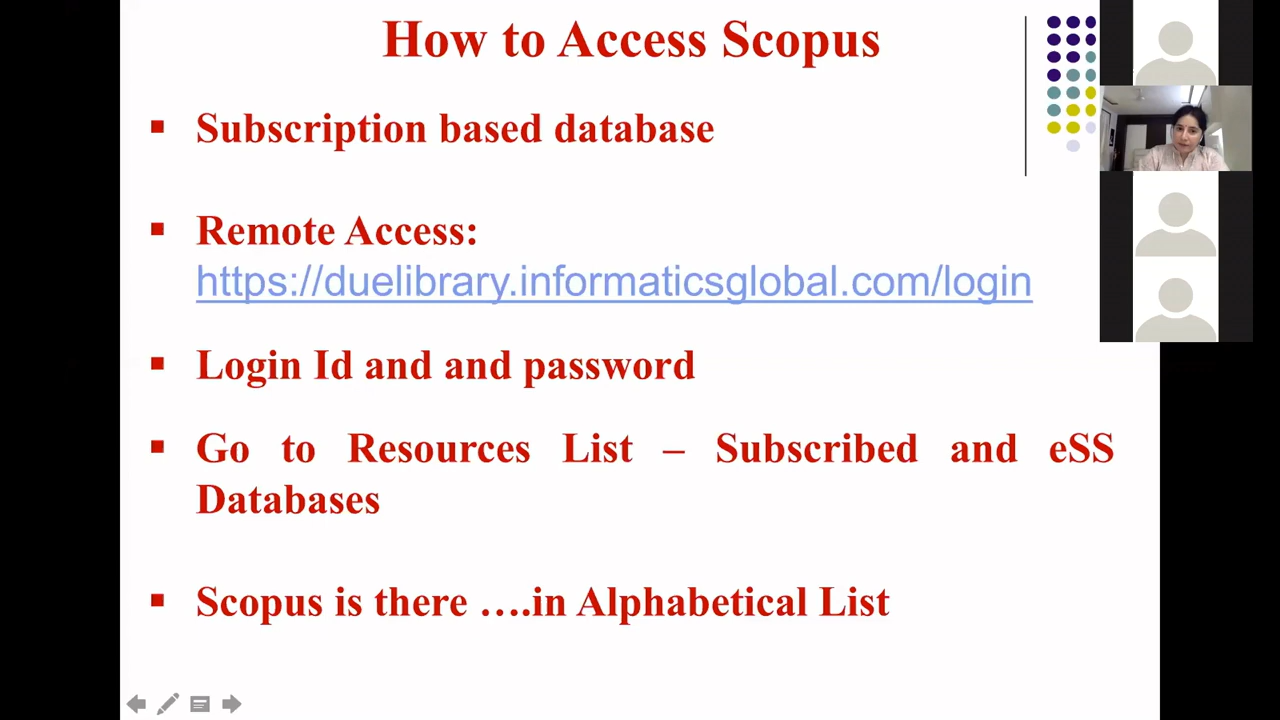 How to Access Scopus
▪ Subscription based database
▪ Remote Access:
https://duelibrary.informaticsglobal.com/login
▪ Login Id and and password
▪ Go to Resources List – Subscribed and eSS
Databases
▪ Scopus is there ….in Alphabetical List